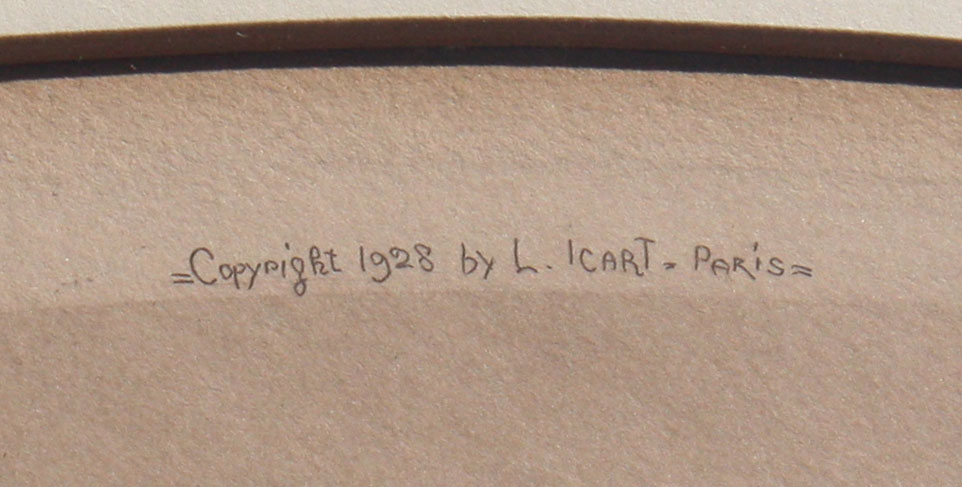 =Copyright 1928 by L. ICART - PARIS=